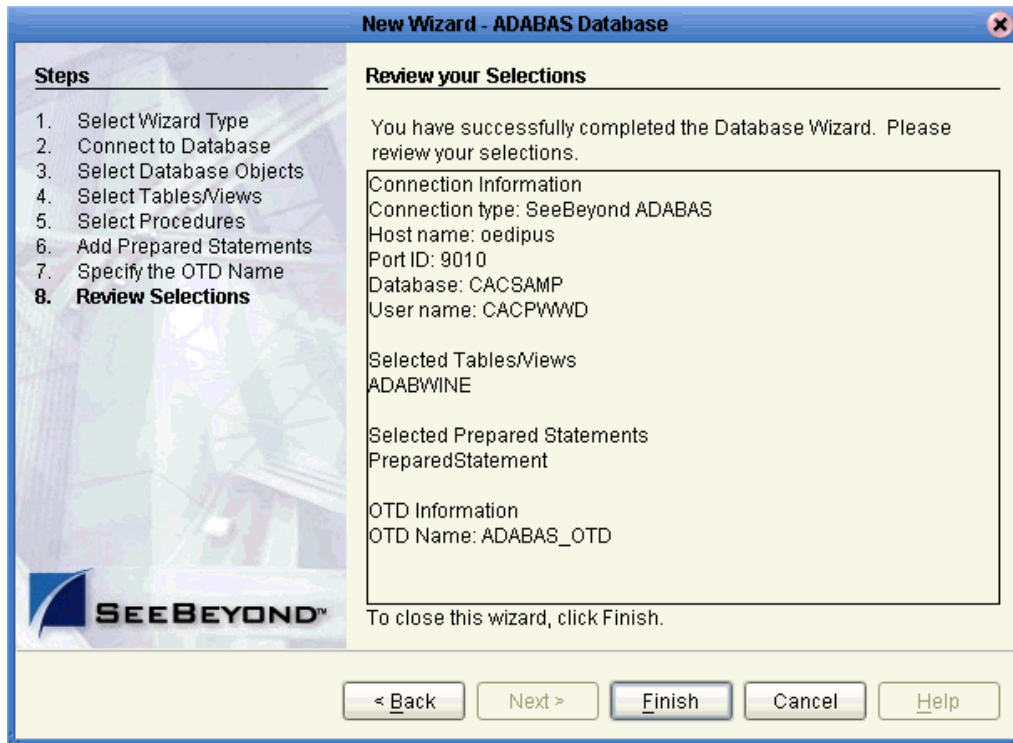 New Wizard - ADABAS Database
Steps
1. Select Wizard Type
2. Connect to Database
3. Select Database Objects
4. Select Tables/Views
5. Select Procedures
6. Add Prepared Statements
7. Specify the OTD Name
8. Review Selections
SEEBEYOND™
Review your Selections
You have successfully completed the Database Wizard. Please
review your selections.
Connection Information
Connection type: SeeBeyond ADABAS
Host name: oedipus
Port ID: 9010
Database: CACSAMP
User name: CACPWWD
Selected Tables/Views
ADABWINE
Selected Prepared Statements
PreparedStatement
OTD Information
OTD Name: ADABAS_OTD
To close this wizard, click Finish.
< Back Next > Finish Cancel Help